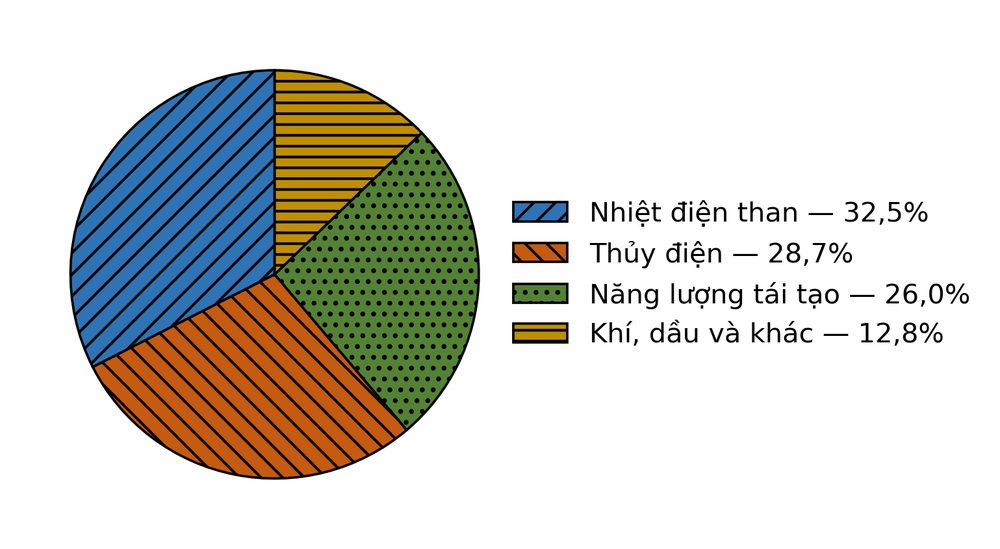 Nhiệt điện than — 32,5%
Thủy điện — 28,7%
Năng lượng tái tạo — 26,0%
Khí, dầu và khác — 12,8%